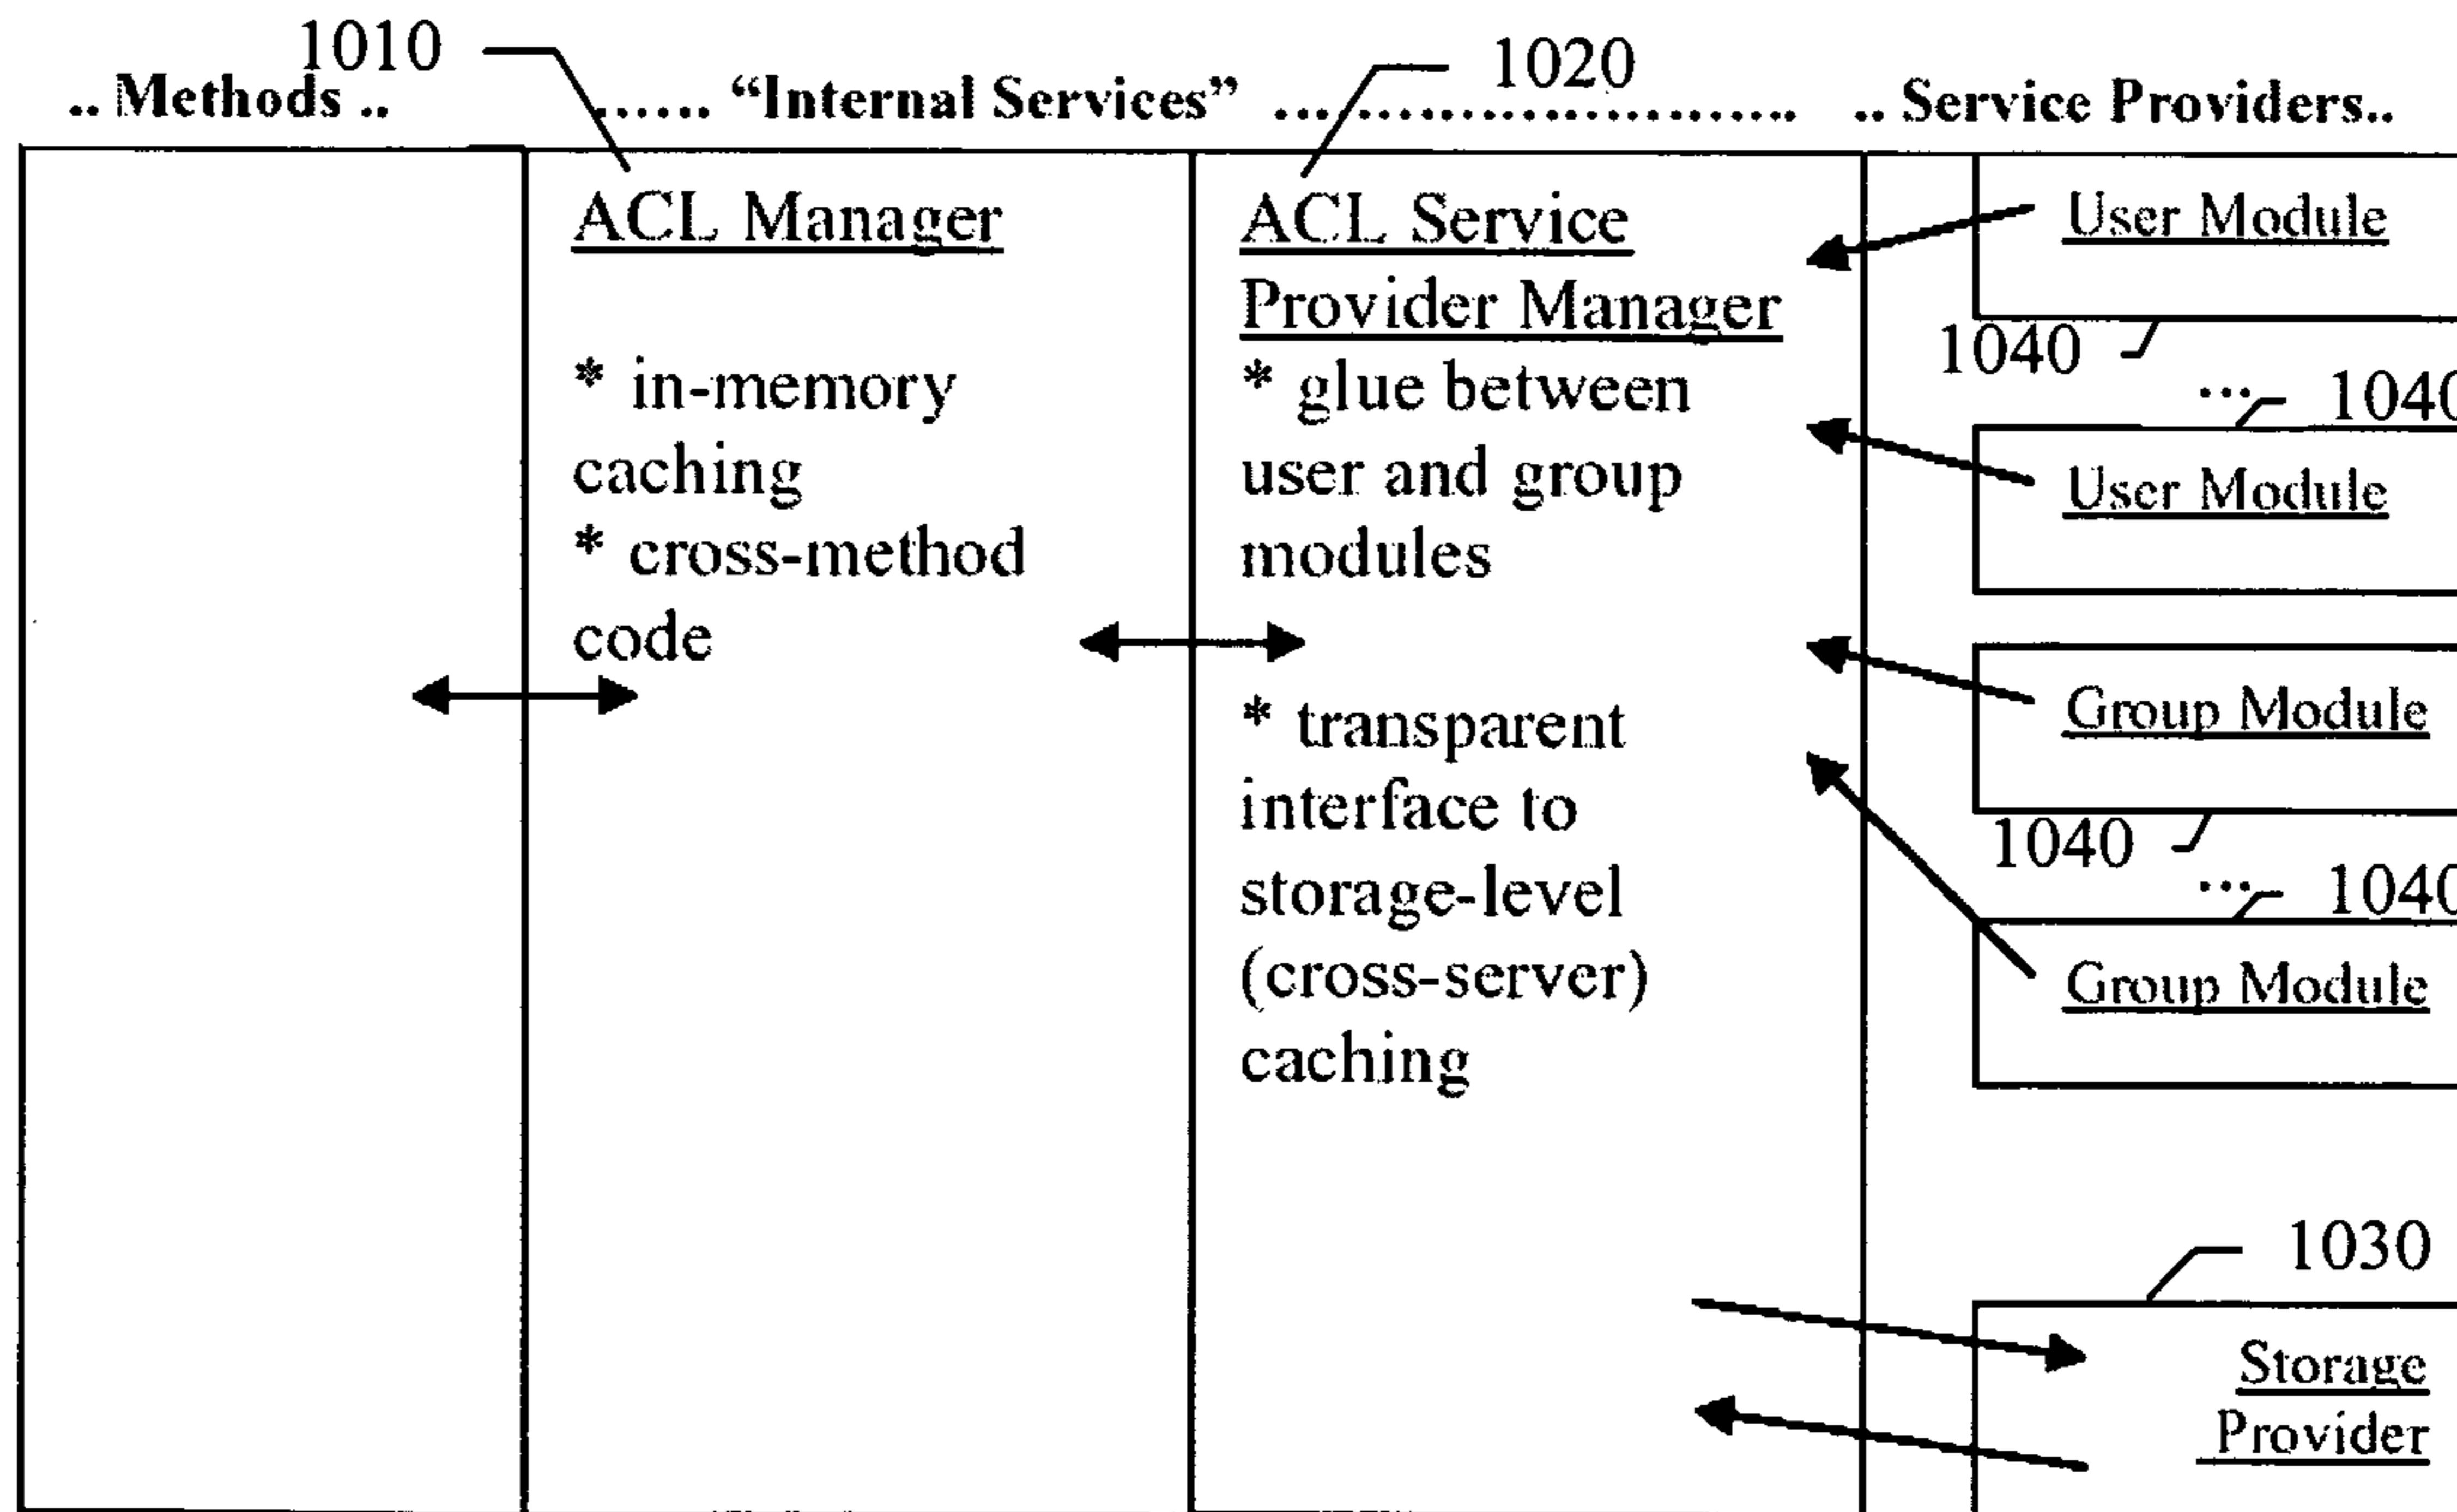 1010
1020
.. Methods .. ...... “Internal Services” ......................... .. Service Providers..
ACL Manager
* in-memory
caching
* cross-method
code
ACL Service
Provider Manager
* glue between
user and group
modules
* transparent
interface to
storage-level
(cross-server)
caching
User Module
1040
... 1040
User Module
Group Module
1040
... 1040
Group Module
1030
Storage
Provider